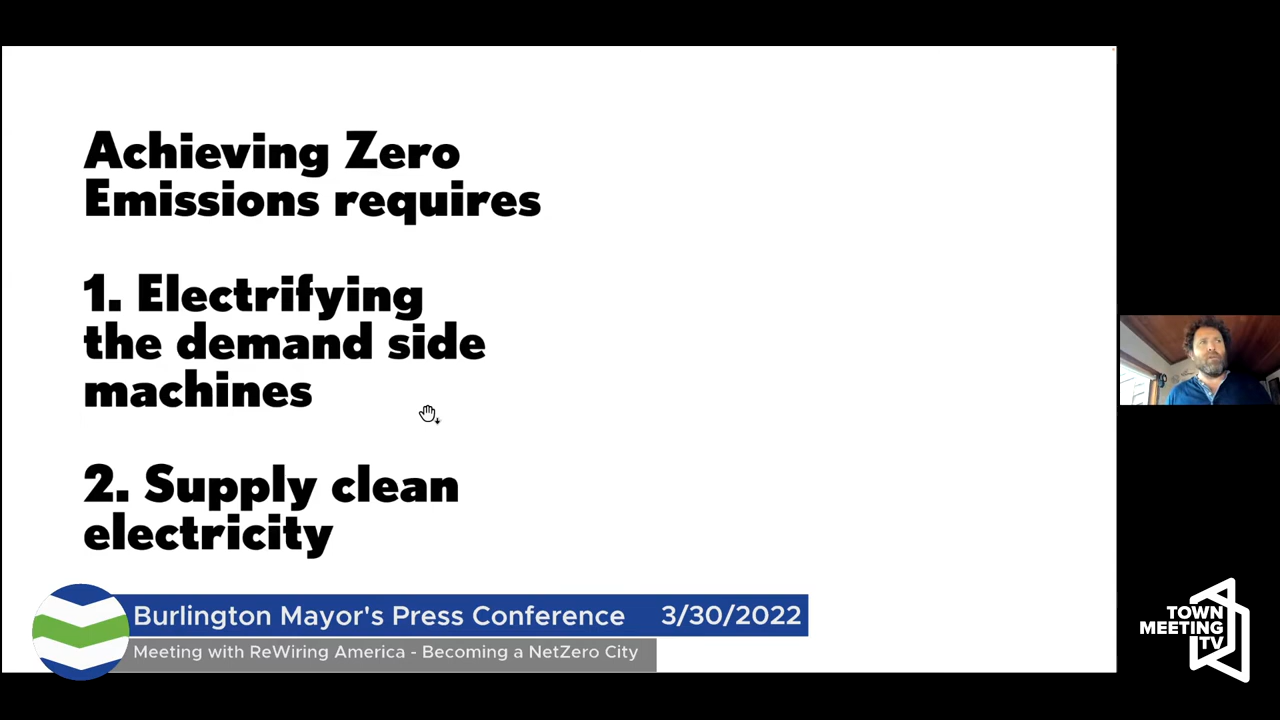 Achieving Zero
Emissions requires
1. Electrifying
the demand side
machines
2. Supply clean
electricity
Burlington Mayor's Press Conference 3/30/2022
Meeting with ReWiring America - Becoming a NetZero City
TOWN
MEETING
TV